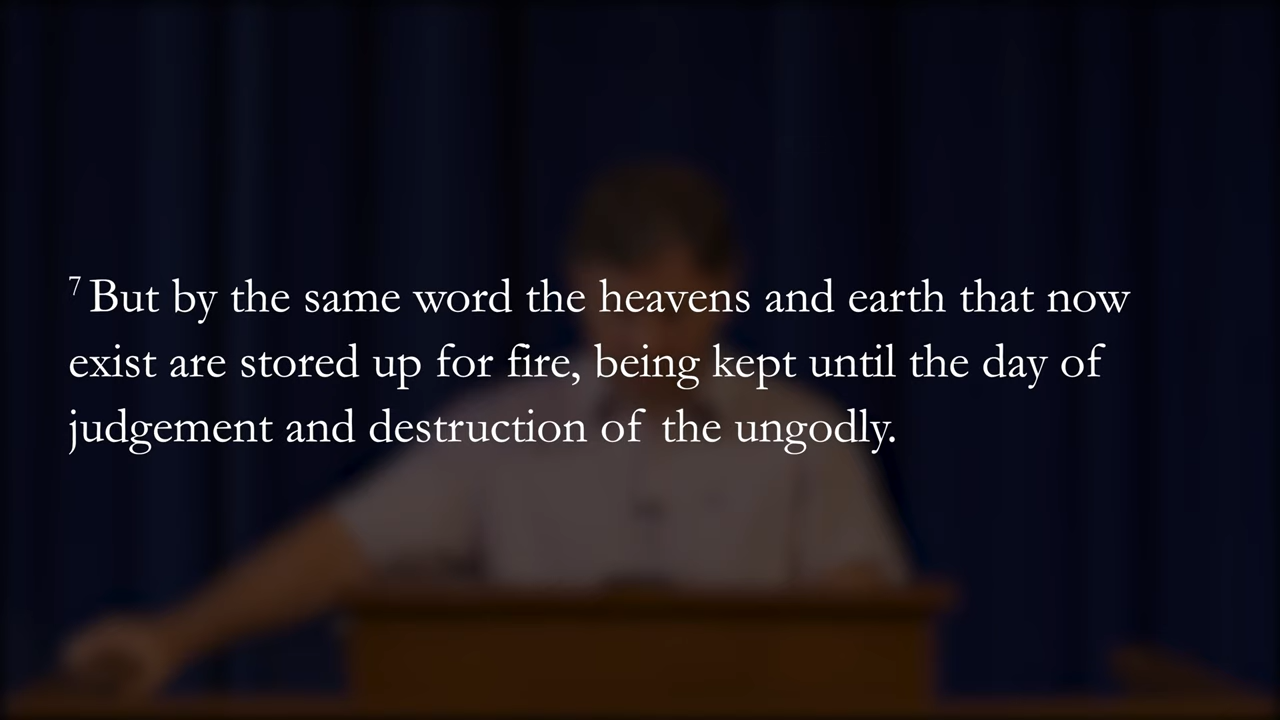 7 But by the same word the heavens and earth that now
exist are stored up for fire, being kept until the day of
judgement and destruction of the ungodly.